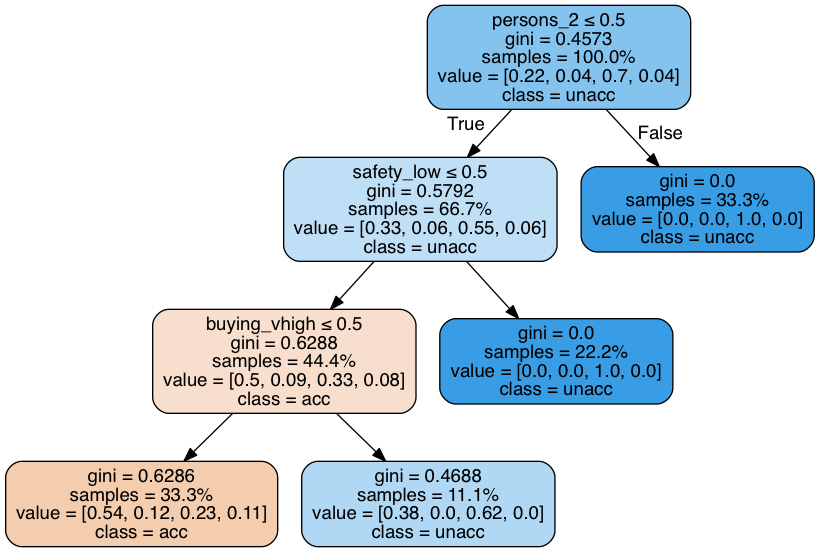 persons_2 ≤ 0.5
gini = 0.4573
samples = 100.0%
value = [0.22, 0.04, 0.7, 0.04]
class = unacc
True
False
safety_low ≤ 0.5
gini = 0.5792
samples = 66.7%
value = [0.33, 0.06, 0.55, 0.06]
class = unacc
gini = 0.0
samples = 33.3%
value = [0.0, 0.0, 1.0, 0.0]
class = unacc
buying_vhigh ≤ 0.5
gini = 0.6288
samples = 44.4%
value = [0.5, 0.09, 0.33, 0.08]
class = acc
gini = 0.0
samples = 22.2%
value = [0.0, 0.0, 1.0, 0.0]
class = unacc
gini = 0.6286
samples = 33.3%
value = [0.54, 0.12, 0.23, 0.11]
class = acc
gini = 0.4688
samples = 11.1%
value = [0.38, 0.0, 0.62, 0.0]
class = unacc